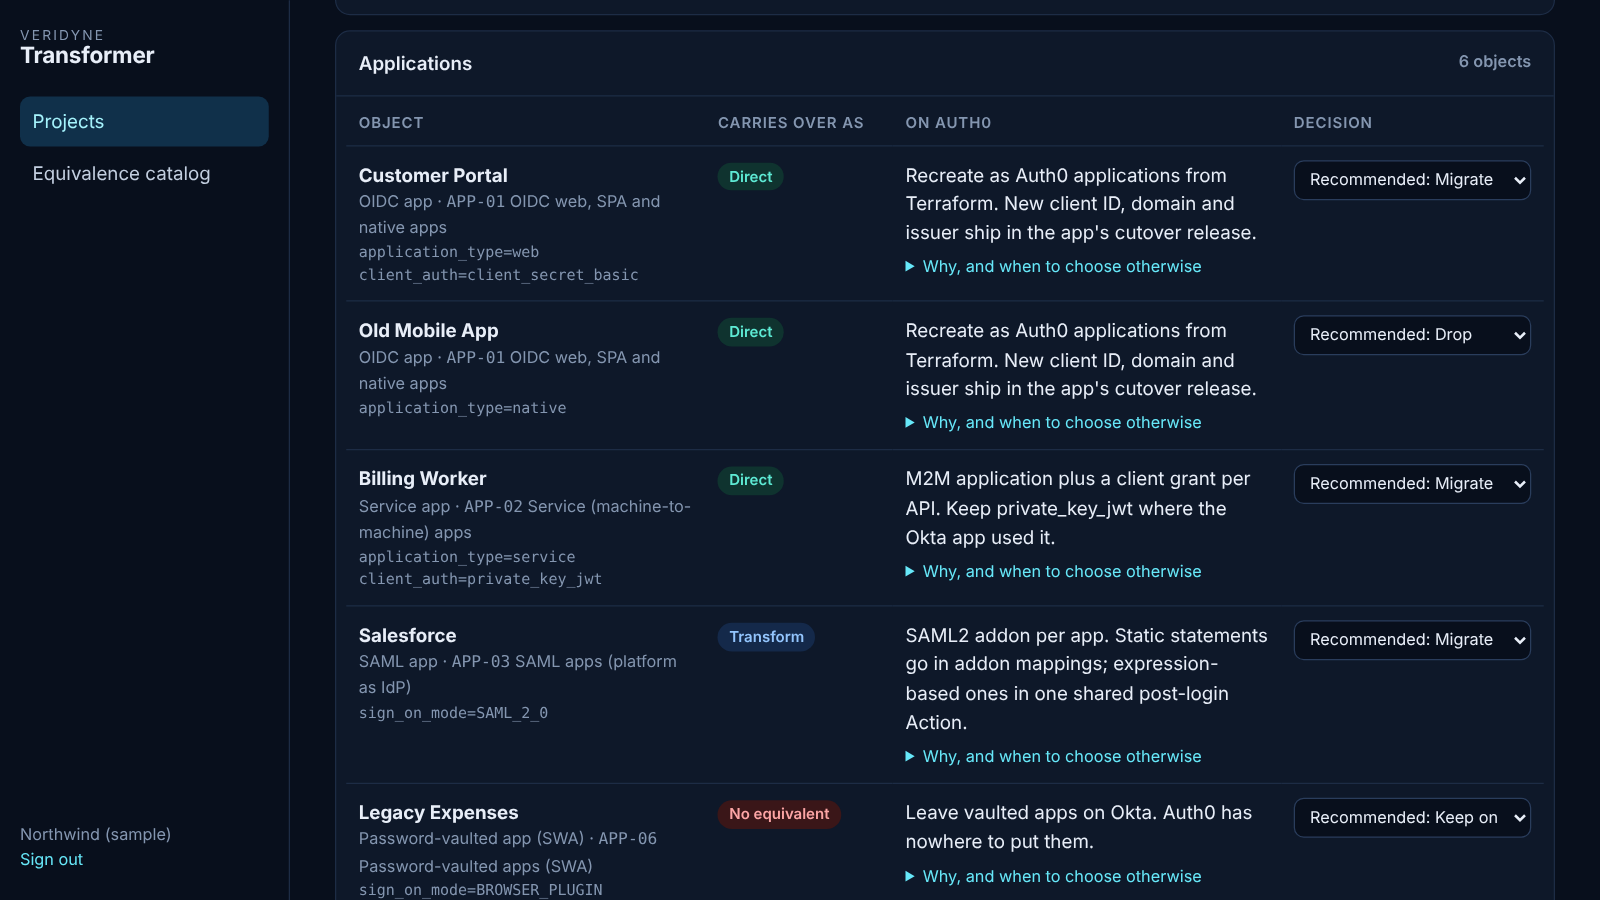 VERIDYNE
Transformer
Projects
Equivalence catalog
Northwind (sample)
Sign out
Applications
6 objects
OBJECT
CARRIES OVER AS
ON AUTH0
DECISION
Customer Portal
OIDC app · APP-01 OIDC web, SPA and
native apps
application_type=web
client_auth=client_secret_basic
Direct
Recreate as Auth0 applications from
Terraform. New client ID, domain and
issuer ship in the app's cutover release.
Why, and when to choose otherwise
Recommended: Migrate
Old Mobile App
OIDC app · APP-01 OIDC web, SPA and
native apps
application_type=native
Direct
Recreate as Auth0 applications from
Terraform. New client ID, domain and
issuer ship in the app's cutover release.
Why, and when to choose otherwise
Recommended: Drop
Billing Worker
Service app · APP-02 Service (machine-to-
machine) apps
application_type=service
client_auth=private_key_jwt
Direct
M2M application plus a client grant per
API. Keep private_key_jwt where the
Okta app used it.
Why, and when to choose otherwise
Recommended: Migrate
Salesforce
SAML app · APP-03 SAML apps (platform
as IdP)
sign_on_mode=SAML_2_0
Transform
SAML2 addon per app. Static statements
go in addon mappings; expression-
based ones in one shared post-login
Action.
Why, and when to choose otherwise
Recommended: Migrate
Legacy Expenses
Password-vaulted app (SWA) · APP-06
Password-vaulted apps (SWA)
sign_on_mode=BROWSER_PLUGIN
No equivalent
Leave vaulted apps on Okta. Auth0 has
nowhere to put them.
Why, and when to choose otherwise
Recommended: Keep on